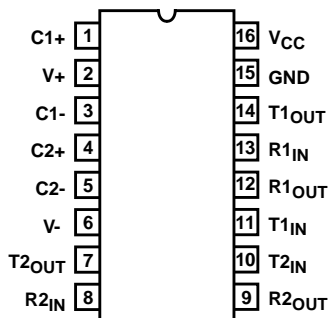 C1+ 1 16 VCC
V+ 2 15 GND
C1- 3 14 T1OUT
C2+ 4 13 R1IN
C2- 5 12 R1OUT
V- 6 11 T1IN
T2OUT 7 10 T2IN
R2IN 8 9 R2OUT